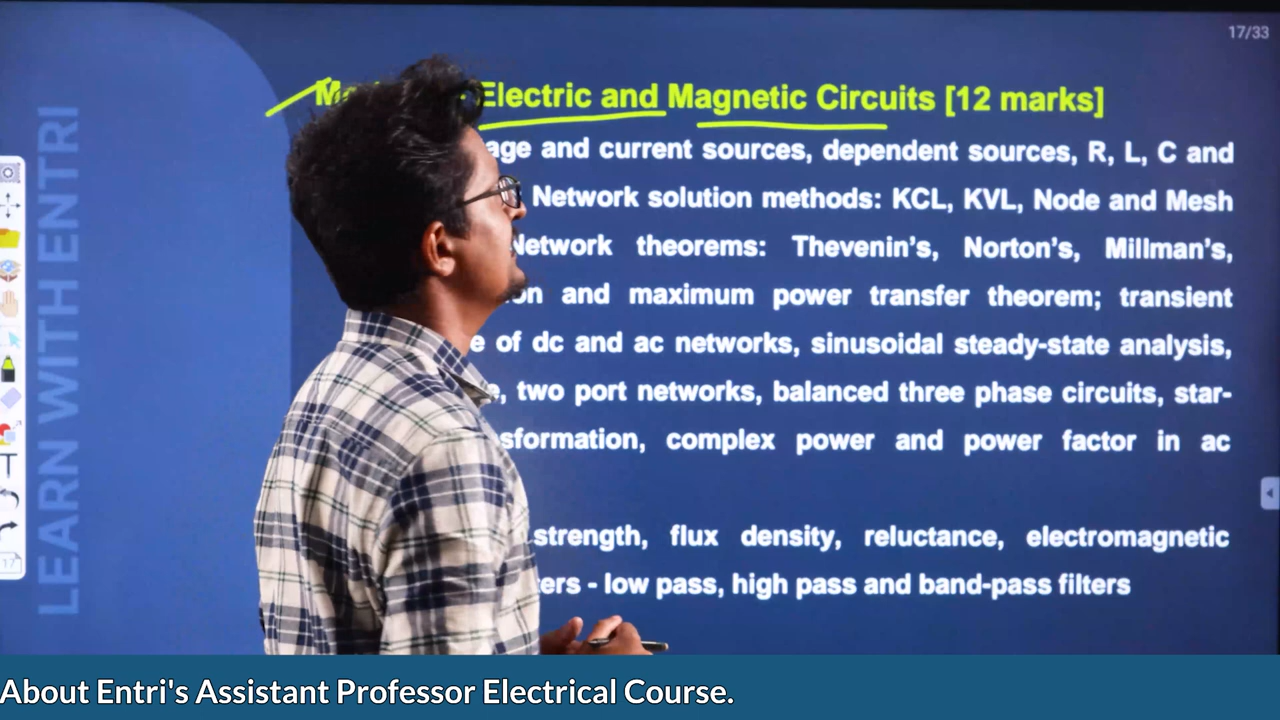 17/33
LEARN WITH ENTRI
Electric and Magnetic Circuits [12 marks]
and current sources, dependent sources, R, L, C and
Network solution methods: KCL, KVL, Node and Mesh
Network theorems: Thevenin's, Norton's, Millman's,
and maximum power transfer theorem; transient
of dc and ac networks, sinusoidal steady-state analysis,
two port networks, balanced three phase circuits, star-
complex power and power factor in ac
strength, flux density, reluctance, electromagnetic
- low pass, high pass and band-pass filters
T
17
About Entri's Assistant Professor Electrical Course.